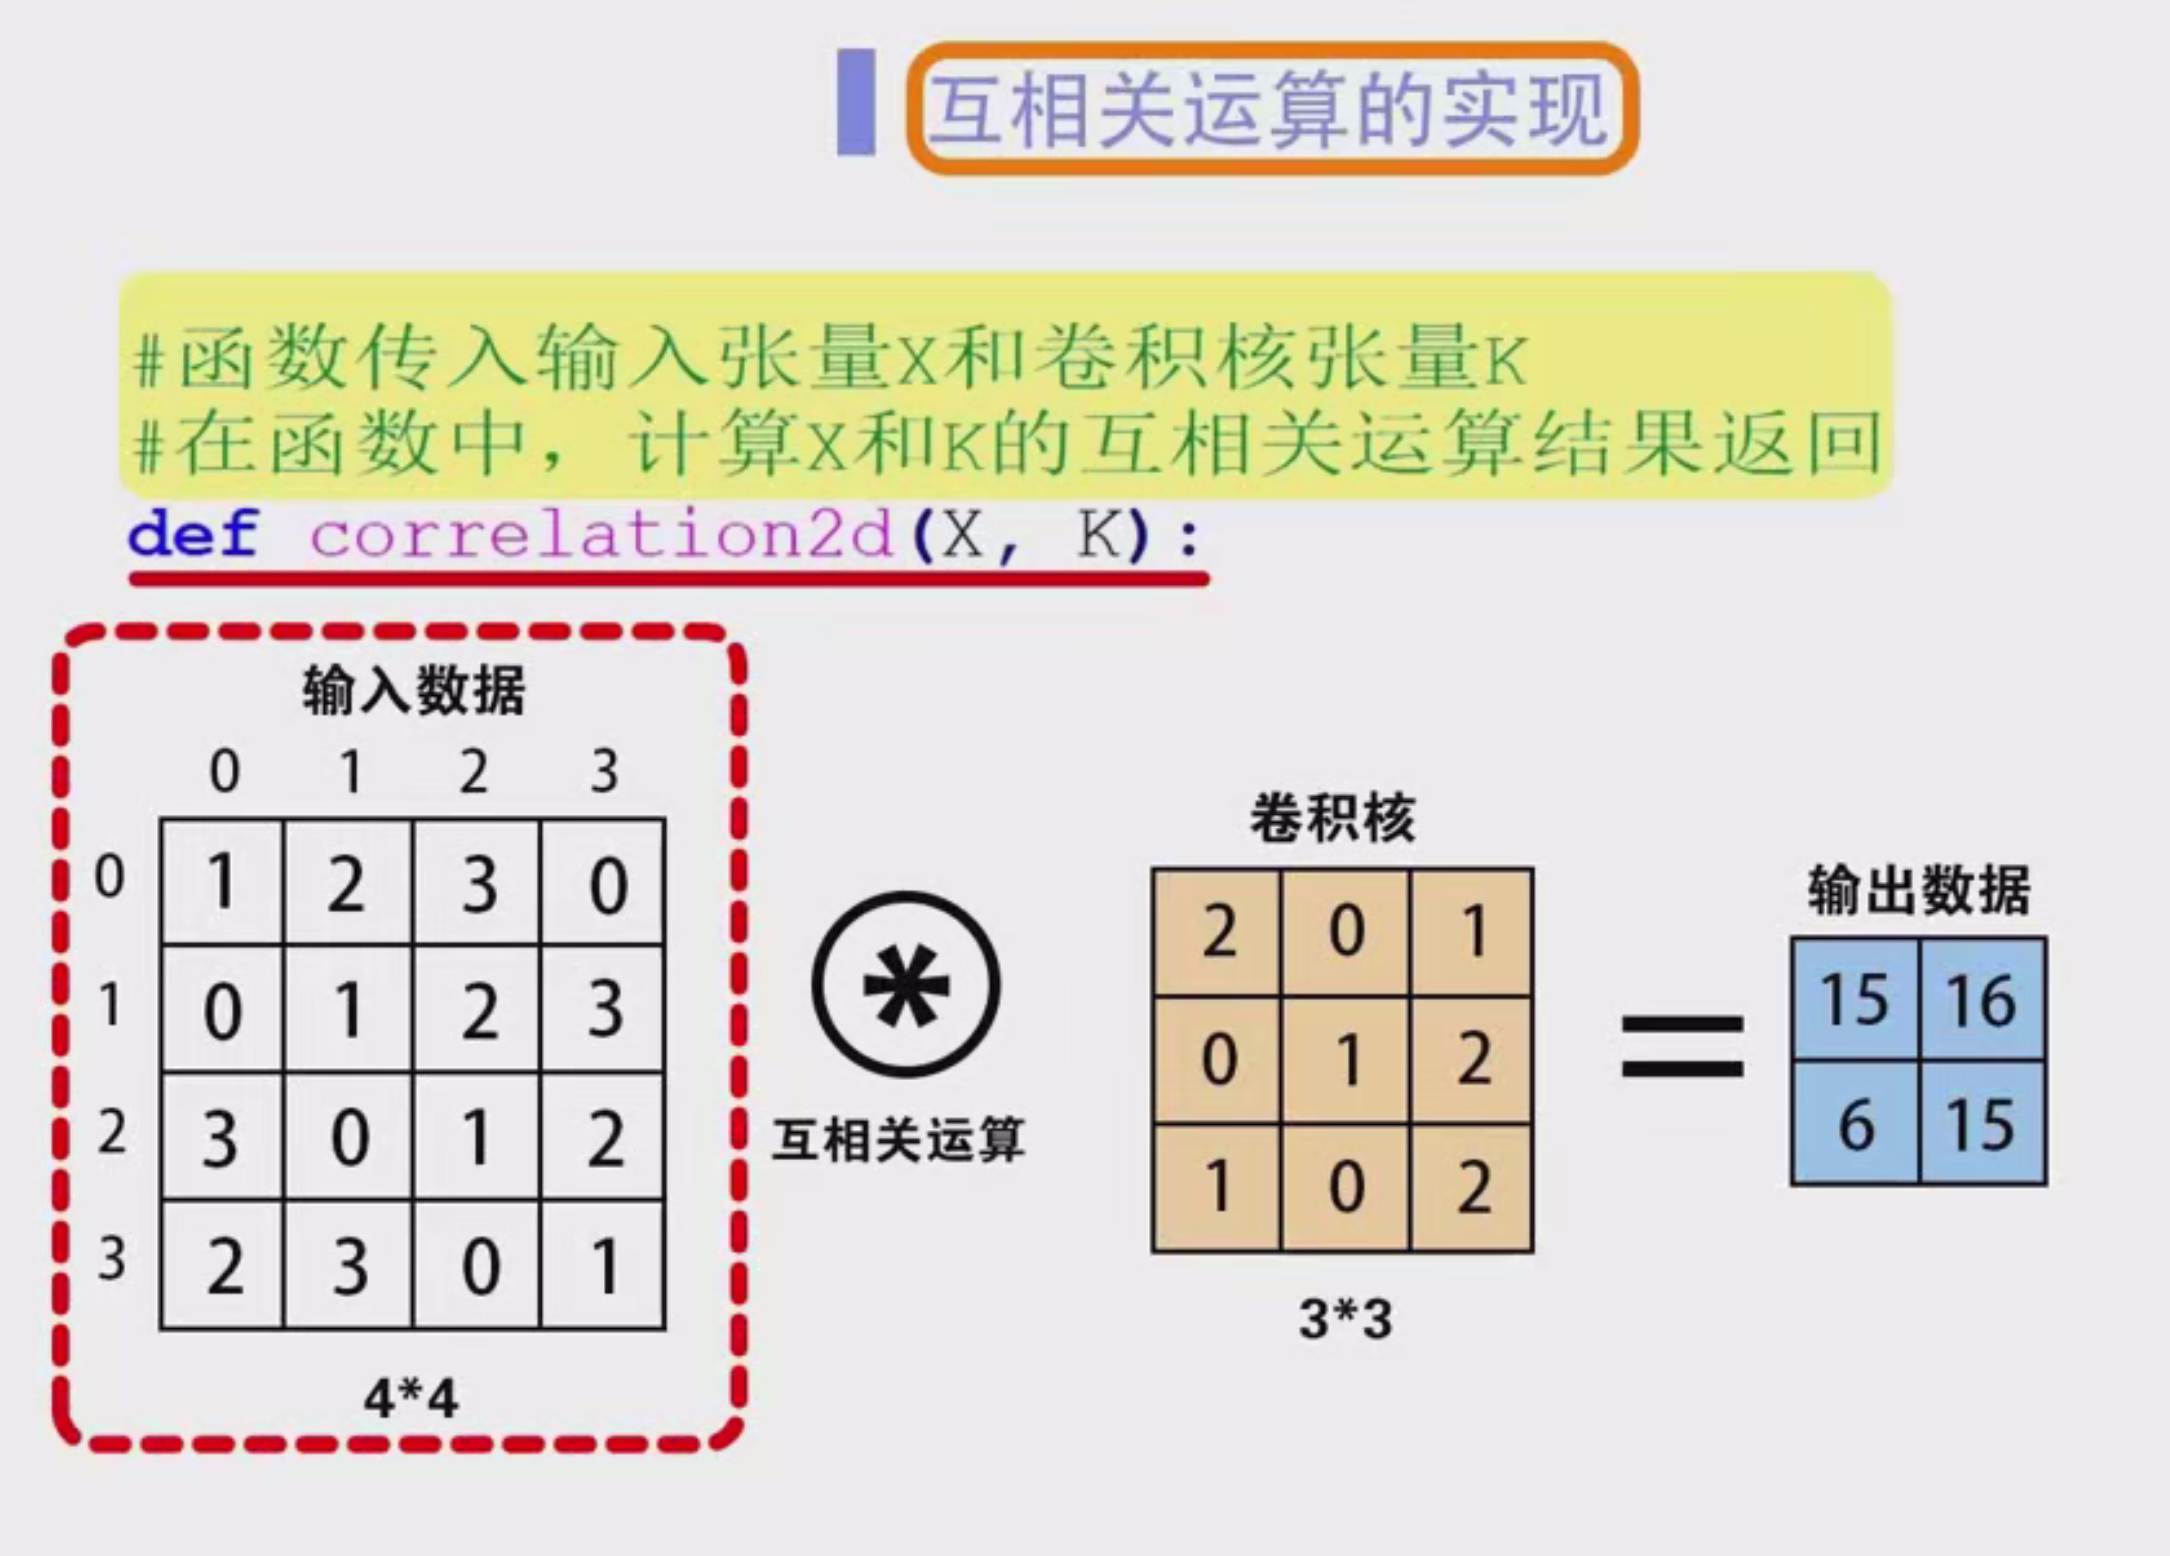 互相关运算的实现
#函数传入输入张量X和卷积核张量K
#在函数中，计算X和K的互相关运算结果返回
def correlation2d(X, K):
输入数据
0 1 2 3
0 1 2 3 0
1 0 1 2 3
2 3 0 1 2
3 2 3 0 1
4*4
*
互相关运算
卷积核
2 0 1
0 1 2
1 0 2
3*3
=
输出数据
15 16
6 15